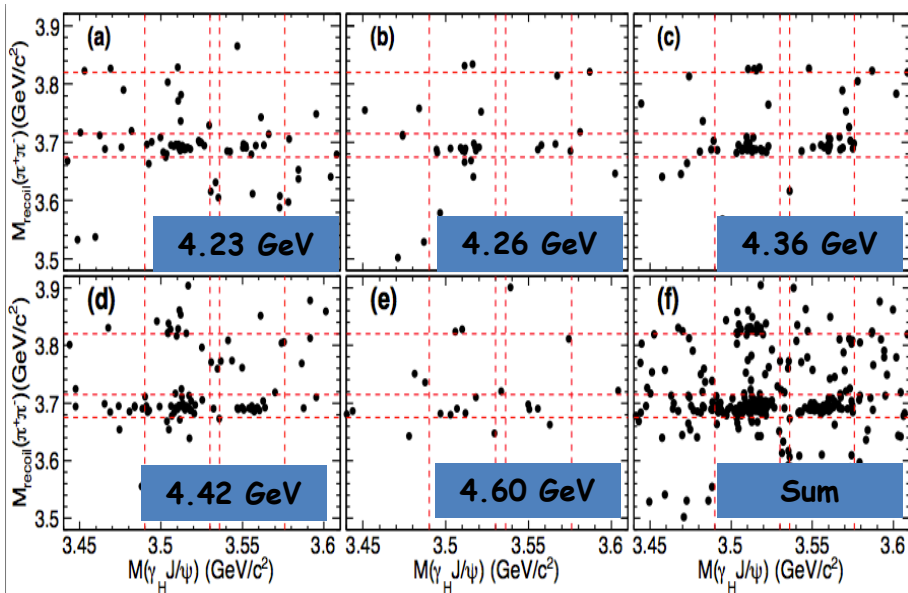 (a)
(b)
(c)
3.9
3.8
3.7
3.6
3.5
M_recoil(π⁺π⁻)(GeV/c²)
4.23 GeV
4.26 GeV
4.36 GeV
(d)
(e)
(f)
3.9
3.8
3.7
3.6
3.5
M_recoil(π⁺π⁻)(GeV/c²)
4.42 GeV
4.60 GeV
Sum
3.45 3.5 3.55 3.6 3.45 3.5 3.55 3.6 3.45 3.5 3.55 3.6
M(γ_H J/ψ) (GeV/c²) M(γ_H J/ψ) (GeV/c²) M(γ_H J/ψ) (GeV/c²)